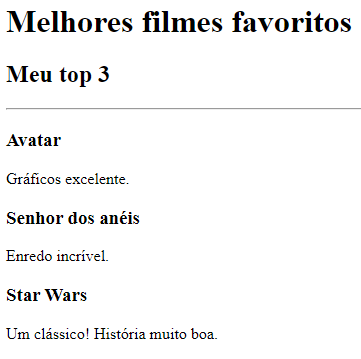 Melhores filmes favoritos
Meu top 3
Avatar
Gráficos excelente.
Senhor dos anéis
Enredo incrível.
Star Wars
Um clássico! História muito boa.